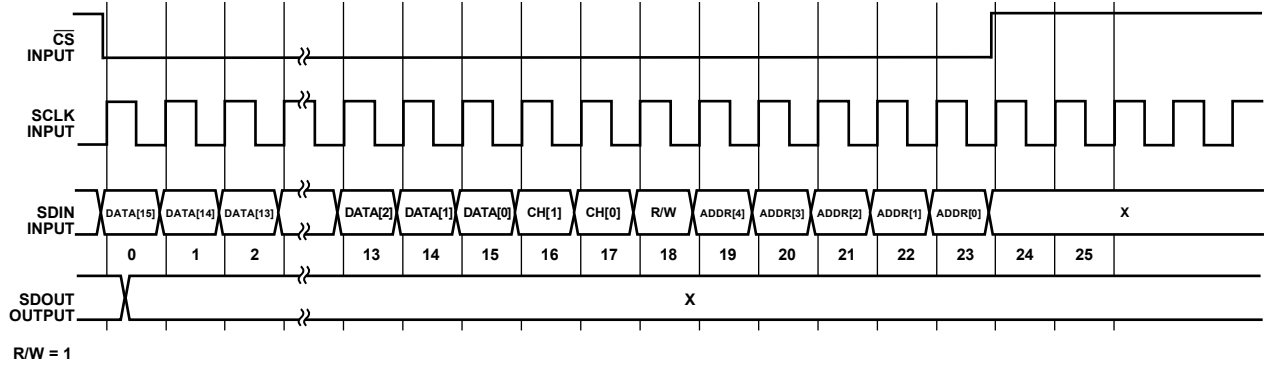 CS
INPUT
SCLK
INPUT
SDIN
INPUT
DATA[15] DATA[14] DATA[13] DATA[2] DATA[1] DATA[0] CH[1] CH[0] R/W ADDR[4] ADDR[3] ADDR[2] ADDR[1] ADDR[0] X
0 1 2 13 14 15 16 17 18 19 20 21 22 23 24 25
SDOUT
OUTPUT
X
R/W = 1